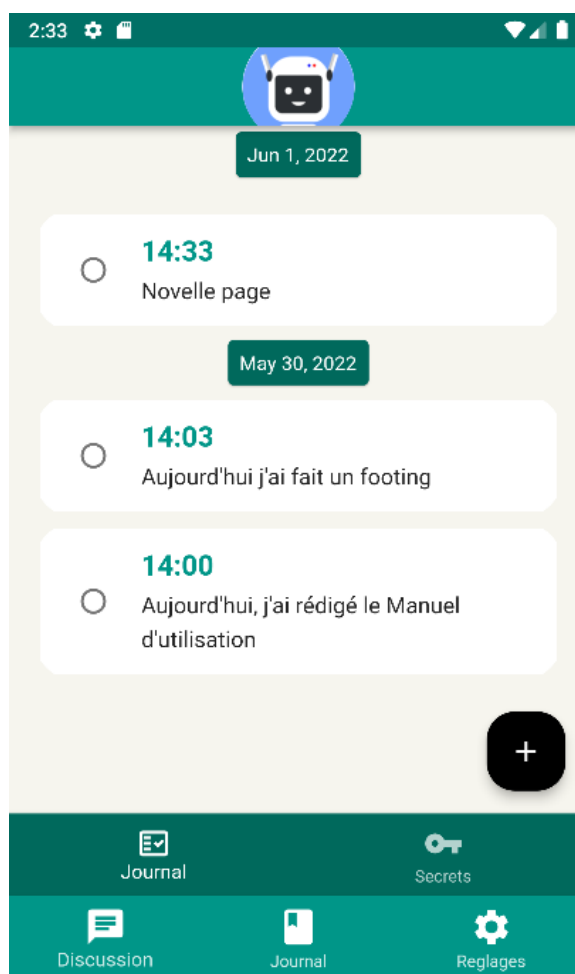 2:33
Jun 1, 2022
14:33
Novelle page
May 30, 2022
14:03
Aujourd'hui j'ai fait un footing
14:00
Aujourd'hui, j'ai rédigé le Manuel
d'utilisation
+
Journal
Secrets
Discussion
Journal
Reglages